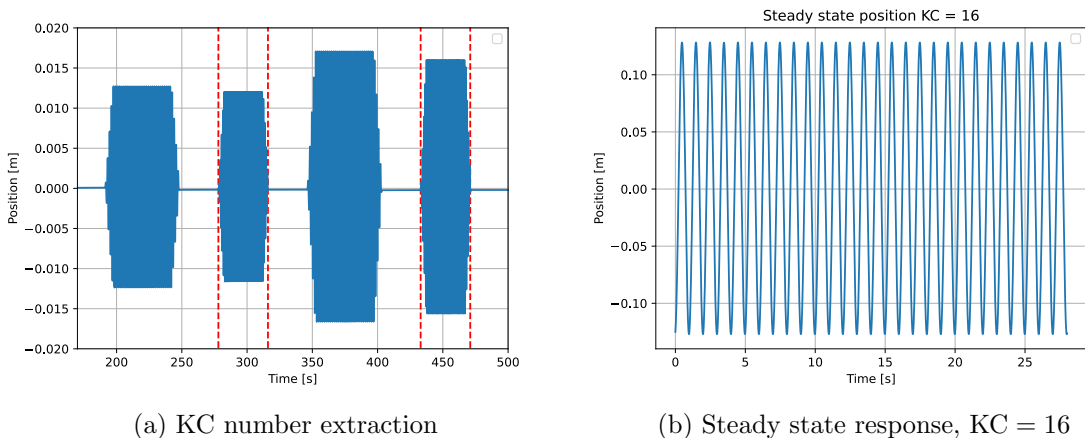 Steady state position KC = 16
0.020
0.015
0.010
0.005
0.000
−0.005
−0.010
−0.015
−0.020
Position [m]
200 250 300 350 400 450 500
Time [s]
0.10
0.05
0.00
−0.05
−0.10
Position [m]
0 5 10 15 20 25
Time [s]
(a) KC number extraction
(b) Steady state response, KC = 16